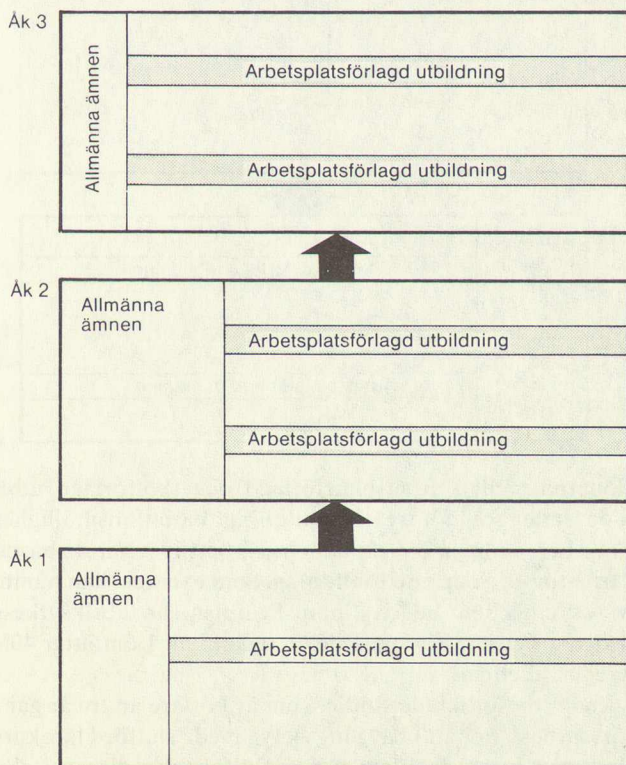 Åk 3
Allmänna ämnen
Arbetsplatsförlagd utbildning
Arbetsplatsförlagd utbildning
Åk 2
Allmänna
ämnen
Arbetsplatsförlagd utbildning
Arbetsplatsförlagd utbildning
Åk 1
Allmänna
ämnen
Arbetsplatsförlagd utbildning